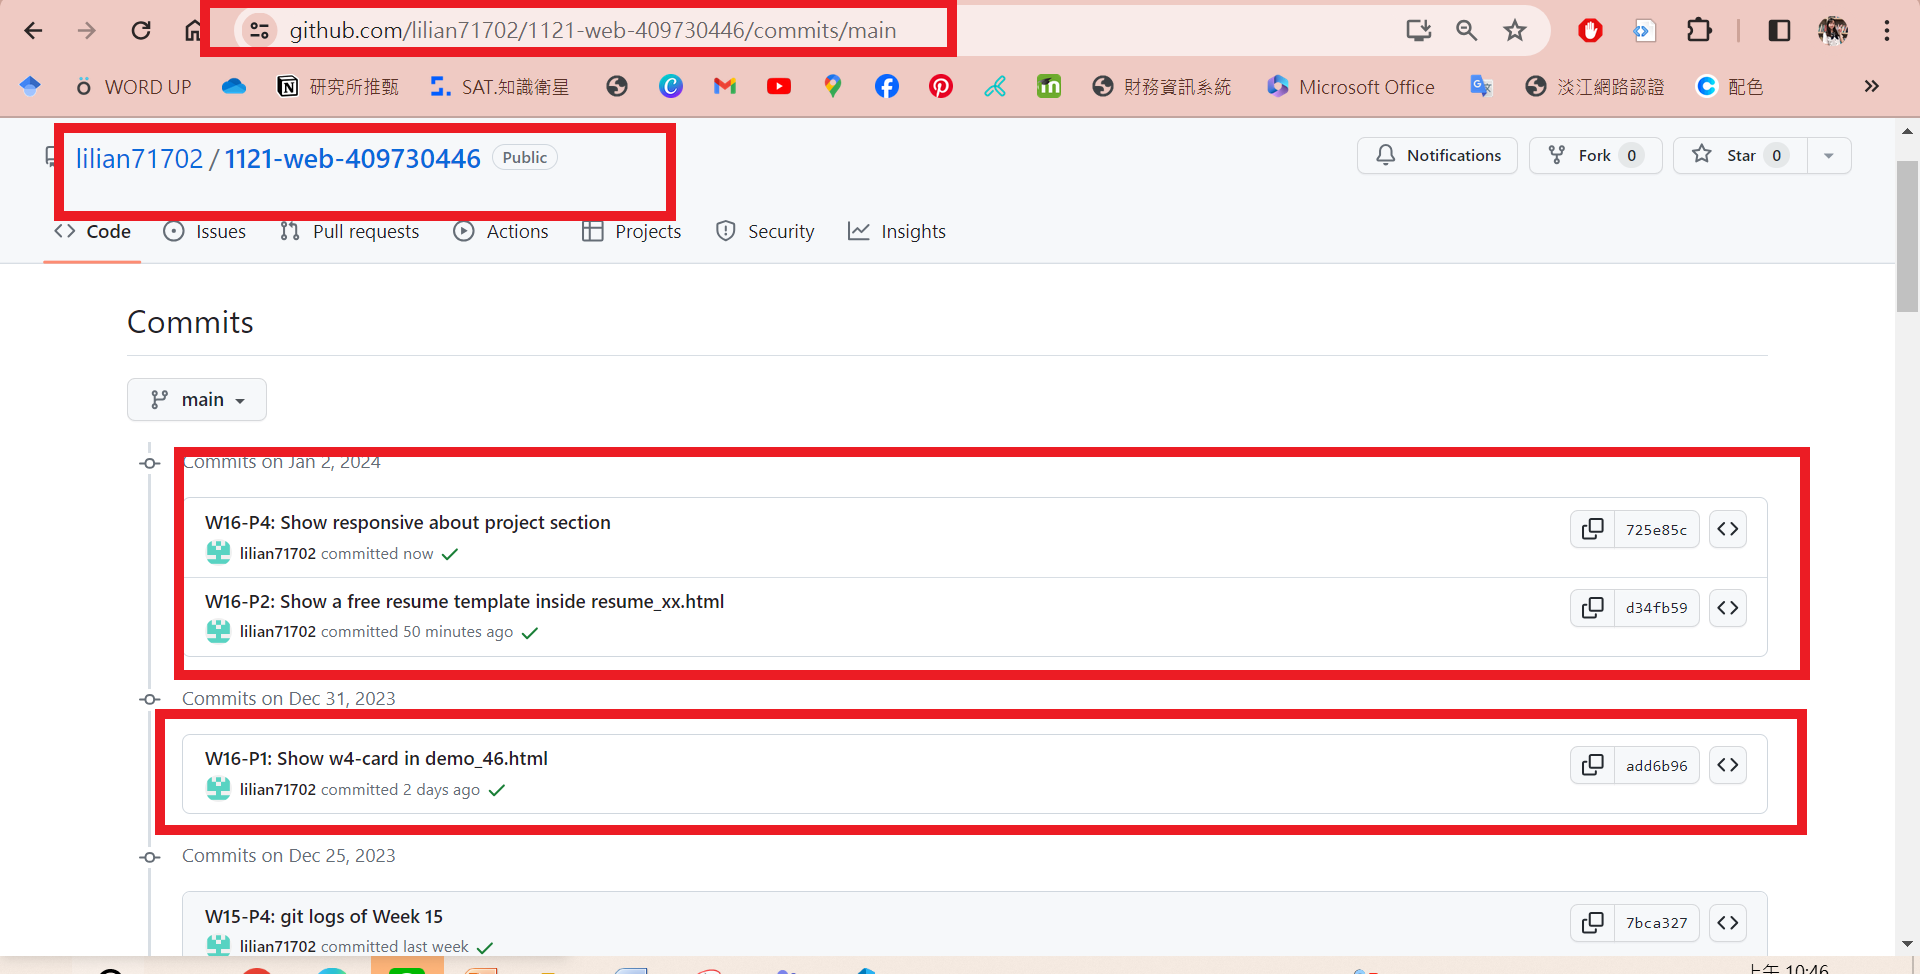 github.com/lilian71702/1121-web-409730446/commits/main
WORD UP
研究所推甄
SAT.知識衛星
財務資訊系統
Microsoft Office
淡江網路認證
配色
lilian71702 / 1121-web-409730446 Public
Notifications
Fork 0
Star 0
Code
Issues
Pull requests
Actions
Projects
Security
Insights
Commits
main
Commits on Jan 2, 2024
W16-P4: Show responsive about project section
725e85c
lilian71702 committed now
W16-P2: Show a free resume template inside resume_xx.html
d34fb59
lilian71702 committed 50 minutes ago
Commits on Dec 31, 2023
W16-P1: Show w4-card in demo_46.html
add6b96
lilian71702 committed 2 days ago
Commits on Dec 25, 2023
W15-P4: git logs of Week 15
7bca327
lilian71702 committed last week
上午 10:46